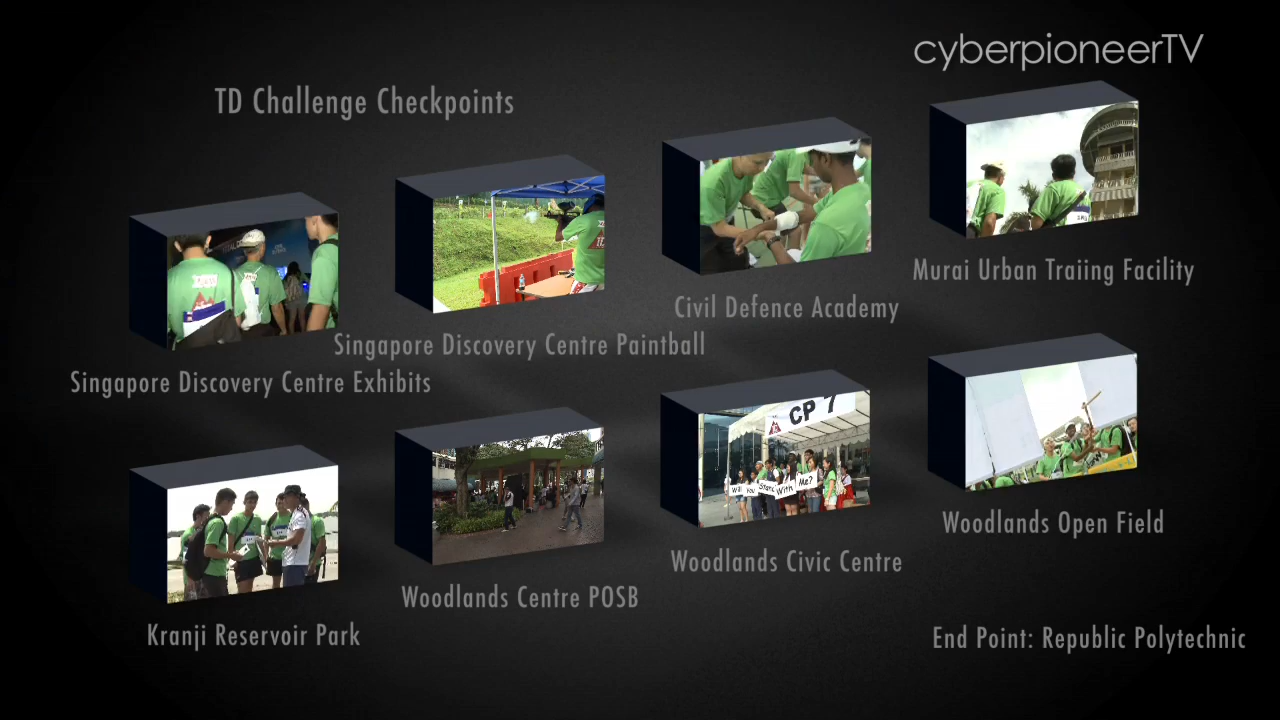 cyberpioneerTV
TD Challenge Checkpoints
Singapore Discovery Centre Exhibits
Singapore Discovery Centre Paintball
Civil Defence Academy
Murai Urban Traiing Facility
Kranji Reservoir Park
Woodlands Centre POSB
CP 7
Will You Stand With Me?
Woodlands Civic Centre
Woodlands Open Field
End Point: Republic Polytechnic